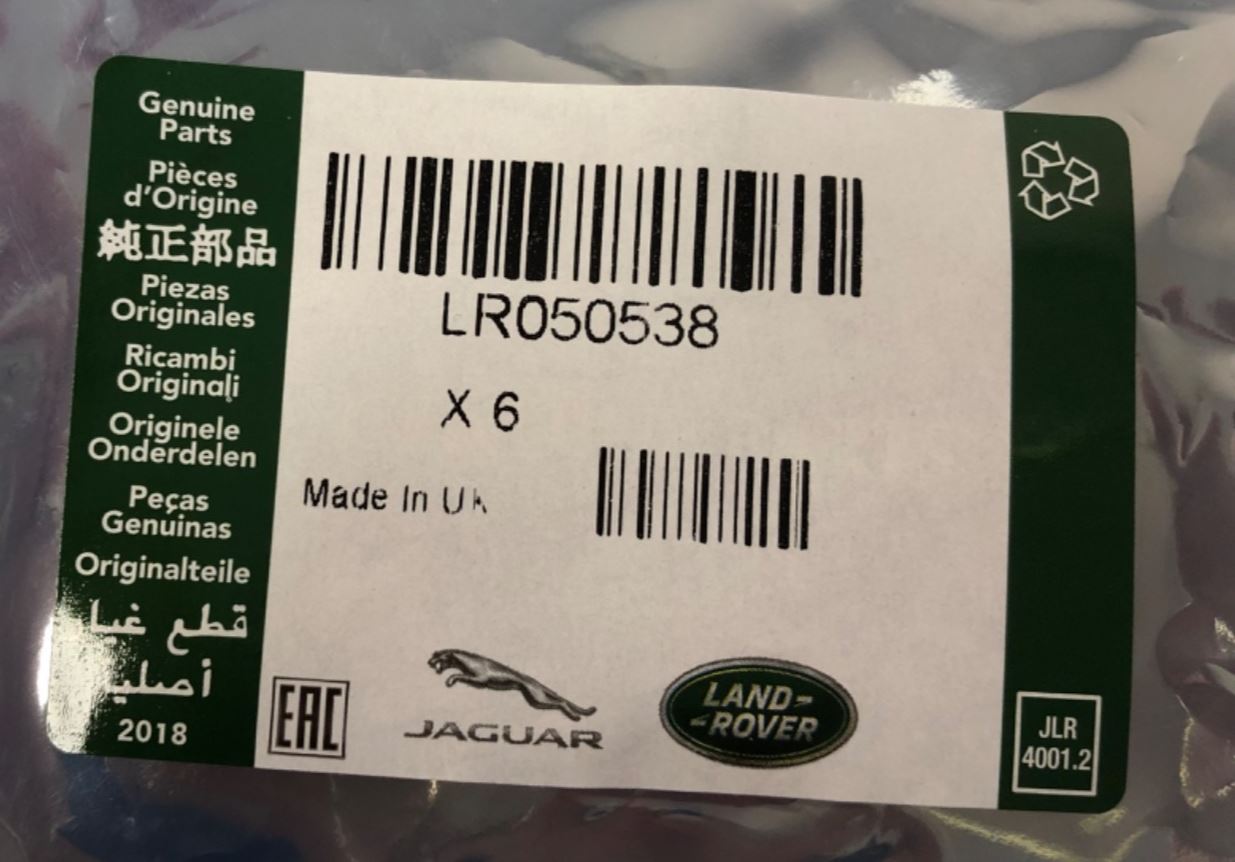 Genuine
Parts
Pièces
d'Origine
純正部品
Piezas
Originales
Ricambi
Originali
Originele
Onderdelen
Peças
Genuinas
Originalteile
قطع غيار
أصلية
2018
LR050538
X 6
Made In UK
EAC
JAGUAR
LAND-
-ROVER
JLR
4001.2